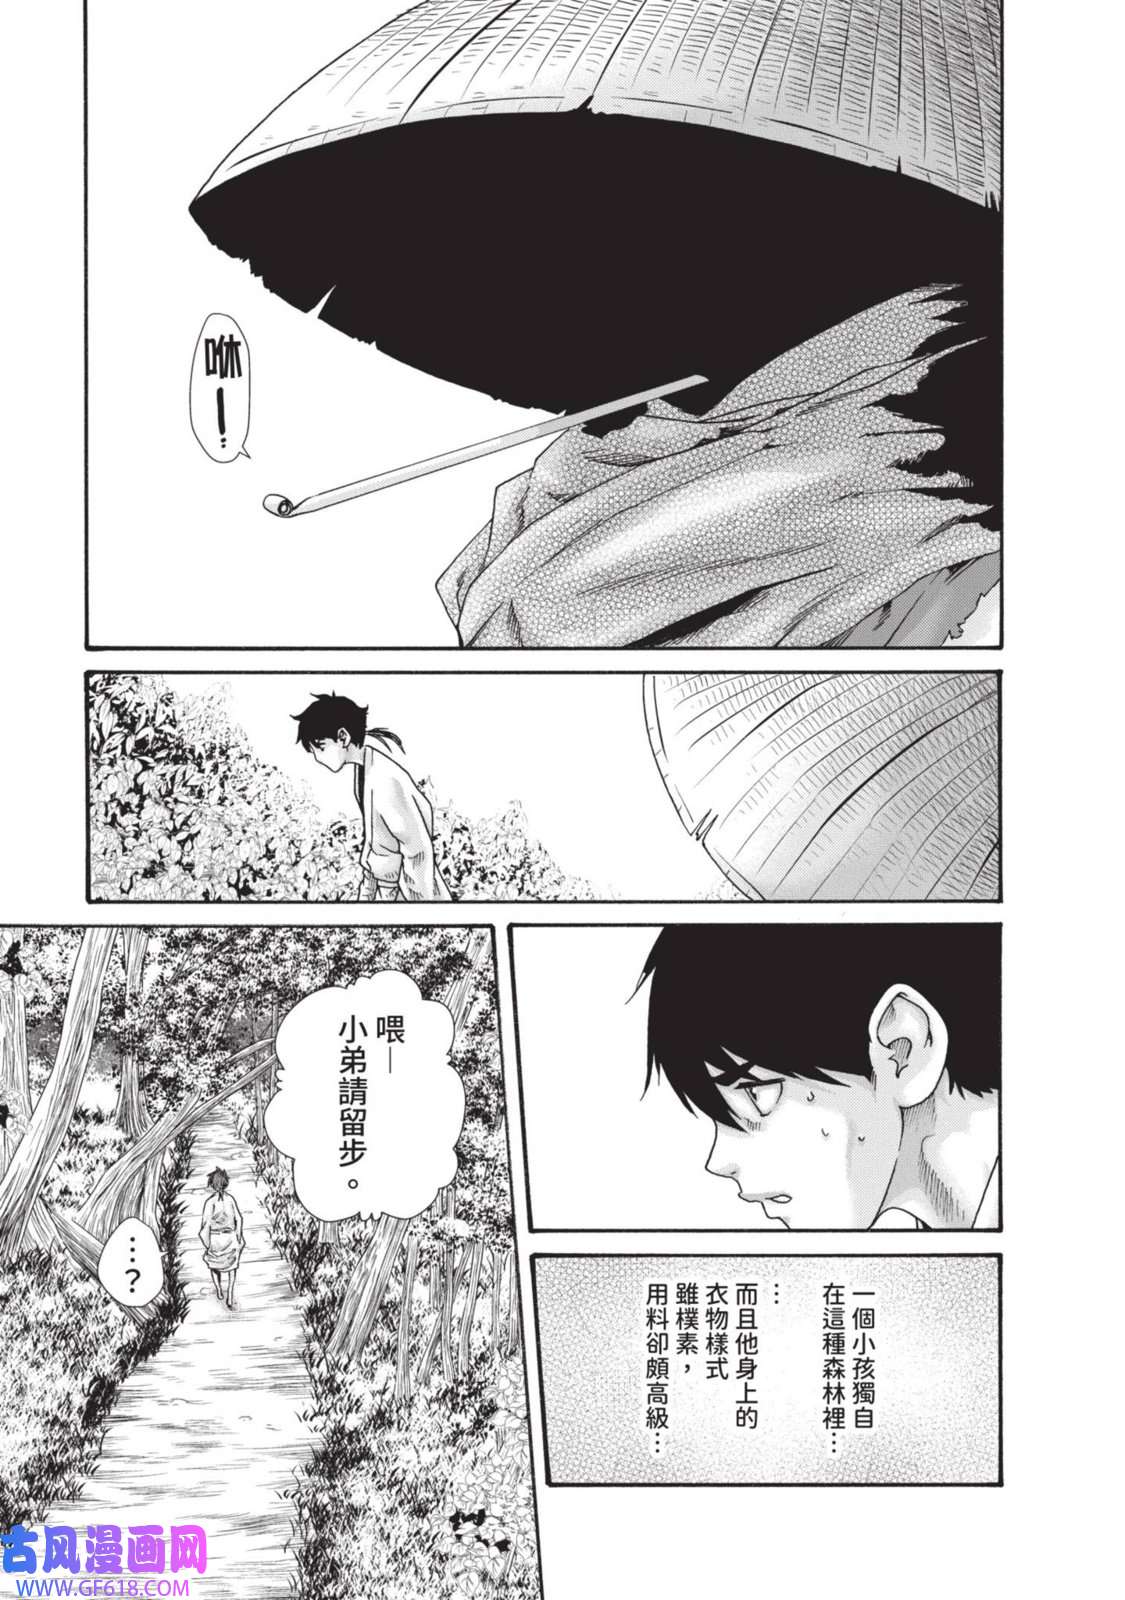 咻——…
一個小孩獨自
在這種森林裡…
…
而且他身上的
衣物樣式
雖樸素，
用料卻頗高級…
喂——
小弟請留步。
…？
古风漫画网
WWW.GF618.COM